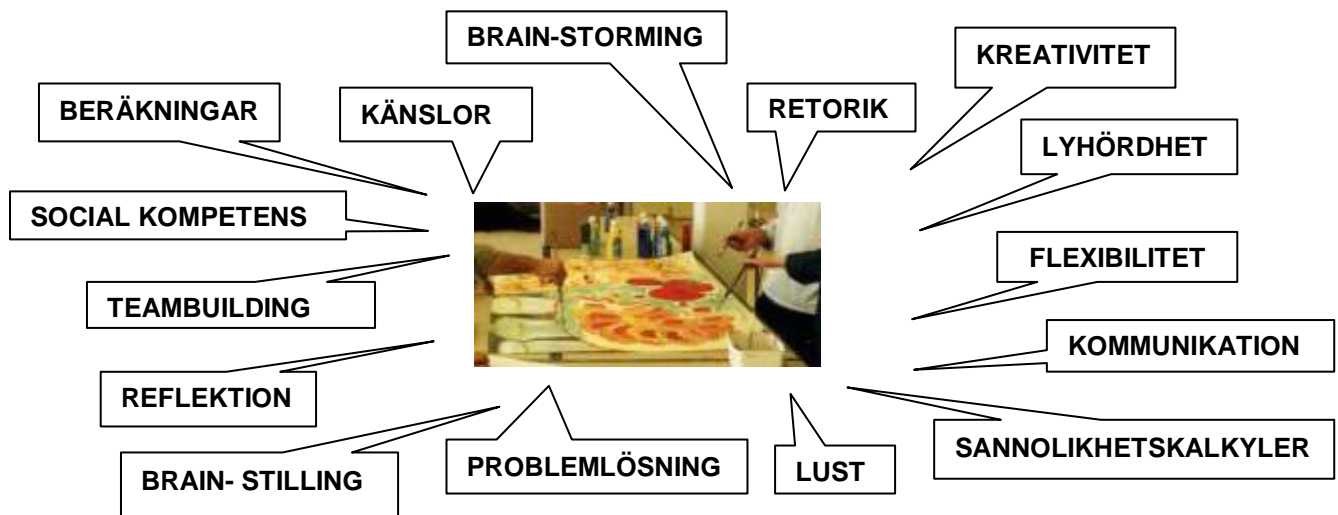 BRAIN-STORMING
KREATIVITET
BERÄKNINGAR
KÄNSLOR
RETORIK
LYHÖRDHET
SOCIAL KOMPETENS
FLEXIBILITET
TEAMBUILDING
KOMMUNIKATION
REFLEKTION
SANNOLIKHETSKALKYLER
BRAIN- STILLING
PROBLEMLÖSNING
LUST